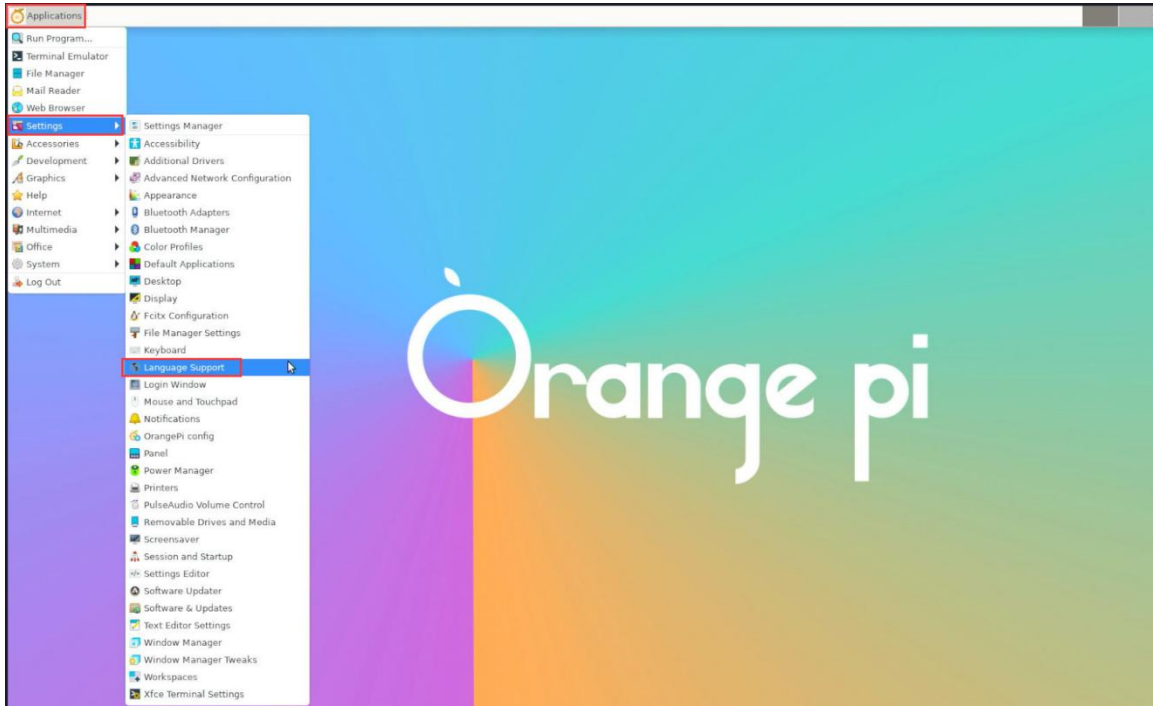 Applications
Run Program...
Terminal Emulator
File Manager
Mail Reader
Web Browser
Settings
Accessories
Development
Graphics
Help
Internet
Multimedia
Office
System
Log Out
Settings Manager
Accessibility
Additional Drivers
Advanced Network Configuration
Appearance
Bluetooth Adapters
Bluetooth Manager
Color Profiles
Default Applications
Desktop
Display
Fcitx Configuration
File Manager Settings
Keyboard
Language Support
Login Window
Mouse and Touchpad
Notifications
OrangePi config
Panel
Power Manager
Printers
PulseAudio Volume Control
Removable Drives and Media
Screensaver
Session and Startup
Settings Editor
Software Updater
Software & Updates
Text Editor Settings
Window Manager
Window Manager Tweaks
Workspaces
Xfce Terminal Settings
Orange pi